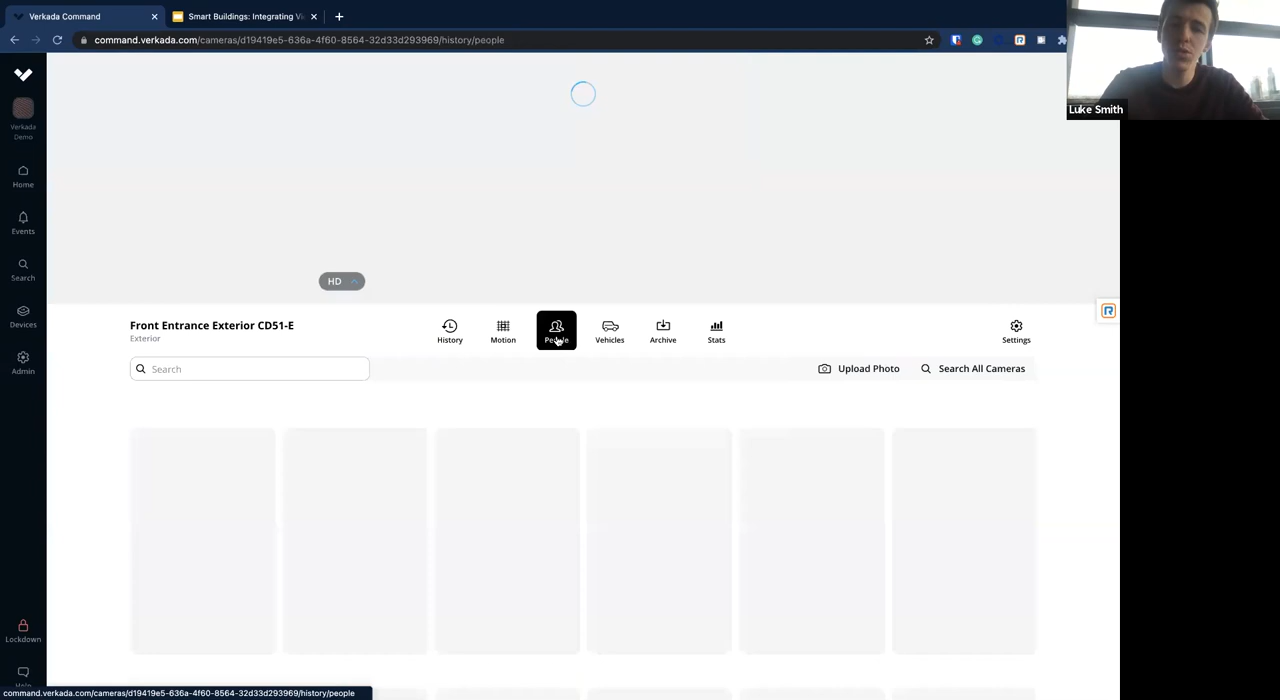 Verkada Command
Smart Buildings: Integrating Vi
command.verkada.com/cameras/d19419e5-636a-4f60-8564-32d33d293969/history/people
Luke Smith
Verkada
Demo
Home
Events
Search
Devices
Admin
Lockdown
Help
HD
Front Entrance Exterior CD51-E
Exterior
History
Motion
People
Vehicles
Archive
Stats
Settings
Search
Upload Photo
Search All Cameras
command.verkada.com/cameras/d19419e5-636a-4f60-8564-32d33d293969/history/people